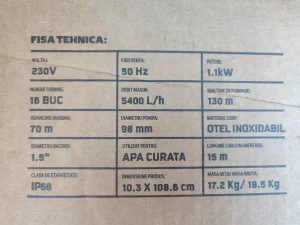 FISA TEHNICA:
VOLTAJ: FRECVENTA: PUTERE:
230V 50 Hz 1.1kW
NUMAR TURBINE: DEBIT MAXIM: INALTIME DE POMPARE:
16 BUC 5400 L/h 130 m
ADANCIME MAXIMA: DIAMETRU POMPA: MATERIAL CORP:
70 m 98 mm OTEL INOXIDABIL
DIAMETRU RACORD: UTILIZAT PENTRU: LUNGIME CABLU ALIMENTARE:
1.5" APA CURATA 15 m
CLASA DE ETANSEITATE: DIMENSIUNE PRODUS: MASA NETA/ MASA BRUTA:
IP68 10.3 X 108.6 cm 17.2 Kg/ 18.5 Kg